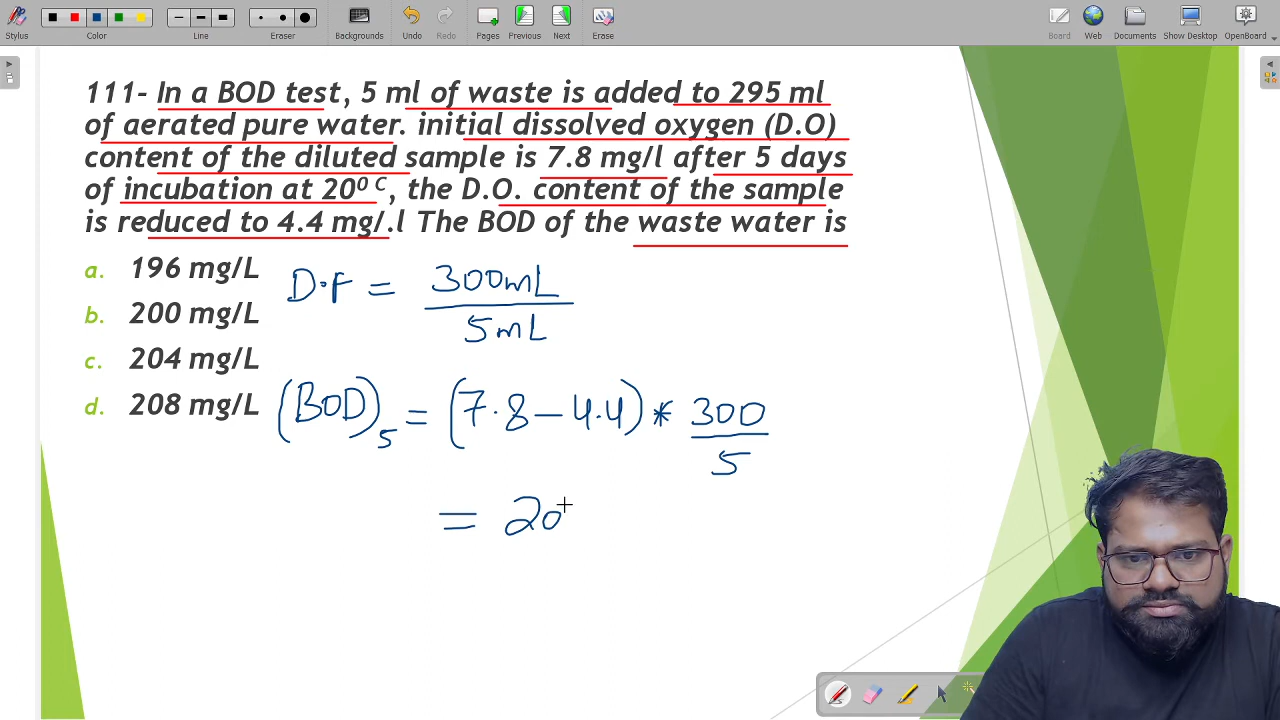 Stylus
Color
Line
Eraser
Backgrounds
Undo
Redo
Pages
Previous
Next
Erase
Board
Web
Documents
Show Desktop
OpenBoard
111- In a BOD test, 5 ml of waste is added to 295 ml
of aerated pure water. initial dissolved oxygen (D.O)
content of the diluted sample is 7.8 mg/l after 5 days
of incubation at 20⁰ ᶜ, the D.O. content of the sample
is reduced to 4.4 mg/.l The BOD of the waste water is
a. 196 mg/L
b. 200 mg/L
c. 204 mg/L
d. 208 mg/L
D.F = 300mL
5mL
(BOD)₅ = (7.8 - 4.4) * 300
5
= 20